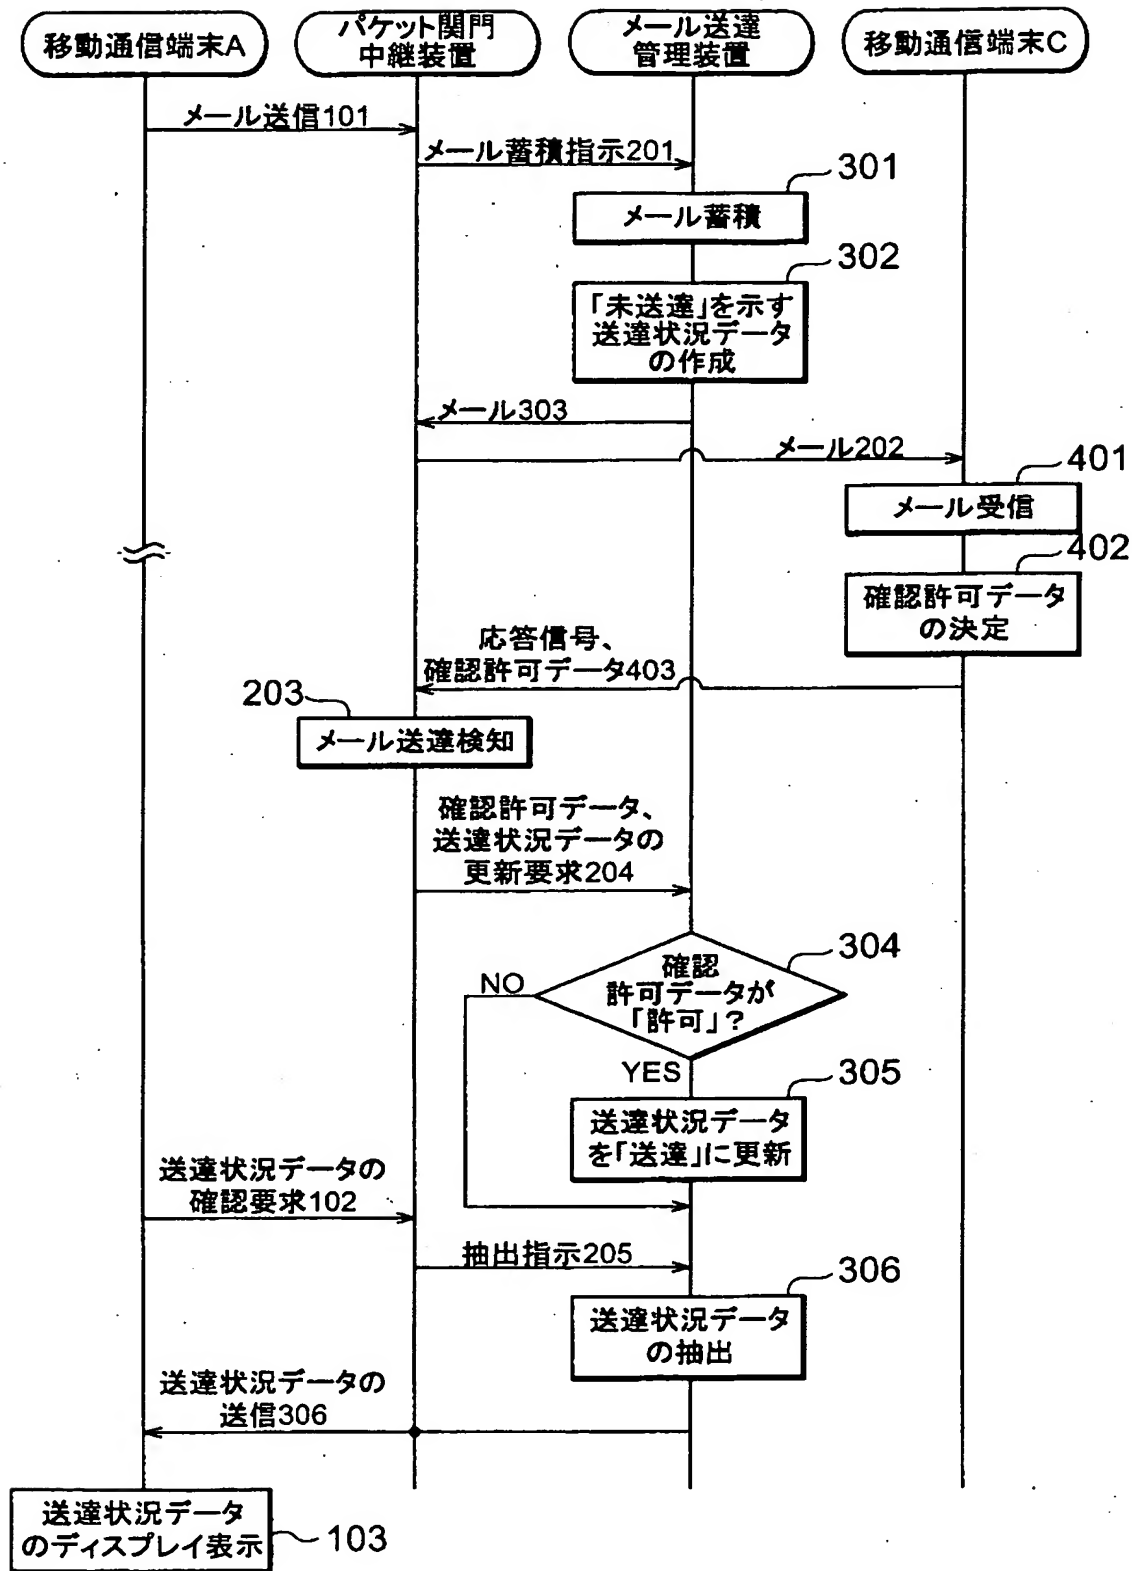 移動通信端末A
パケット関門
中継装置
メール送達
管理装置
移動通信端末C
メール送信101
メール蓄積指示201
301
メール蓄積
302
「未送達」を示す
送達状況データ
の作成
メール303
メール202
401
メール受信
402
確認許可データ
の決定
応答信号、
確認許可データ403
203
メール送達検知
確認許可データ、
送達状況データの
更新要求204
304
確認
許可データが
「許可」?
NO
YES
305
送達状況データ
を「送達」に更新
送達状況データの
確認要求102
抽出指示205
306
送達状況データ
の抽出
送達状況データの
送信306
送達状況データ
のディスプレイ表示
103